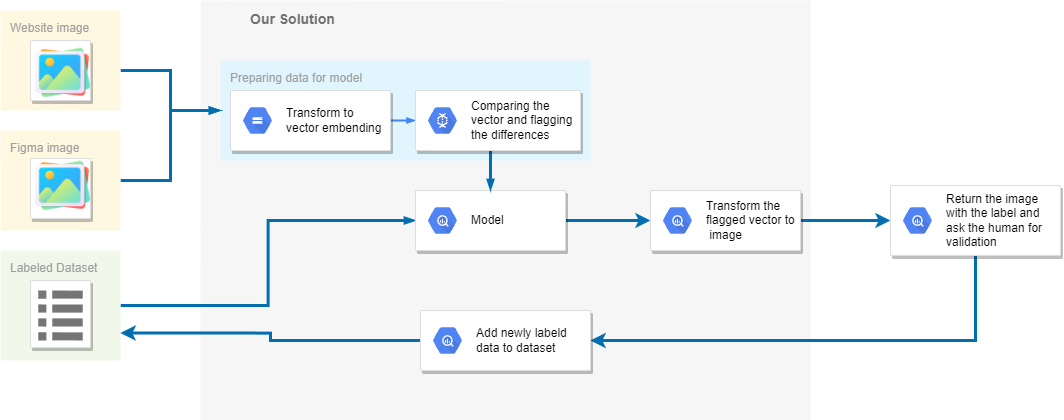 Website image
Our Solution
Preparing data for model
Transform to
vector embending
Comparing the
vector and flagging
the differences
Figma image
Model
Transform the
flagged vector to
image
Return the image
with the label and
ask the human for
validation
Labeled Dataset
Add newly labeld
data to dataset